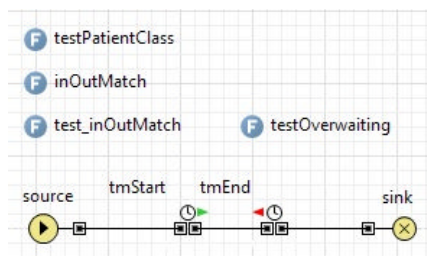 F testPatientClass
F inOutMatch
F test_inOutMatch
F testOverwaiting
source
tmStart
tmEnd
sink